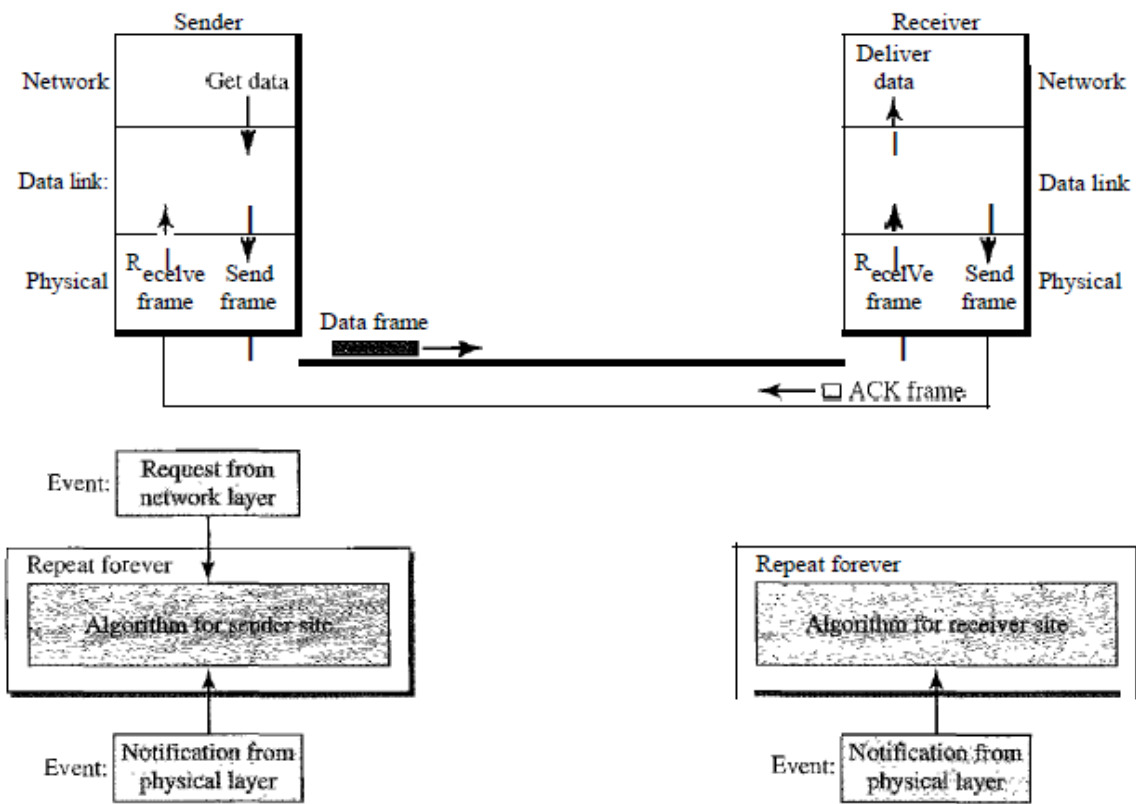 Sender
Receiver
Network
Get data
Deliver
data
Network
Data link:
Data link
Physical
Receive
frame
Send
frame
ReceIVe
frame
Send
frame
Physical
Data frame
ACK frame
Event:
Request from
network layer
Repeat forever
Algorithm for sender site
Repeat forever
Algorithm for receiver site
Event:
Notification from
physical layer
Event:
Notification from
physical layer